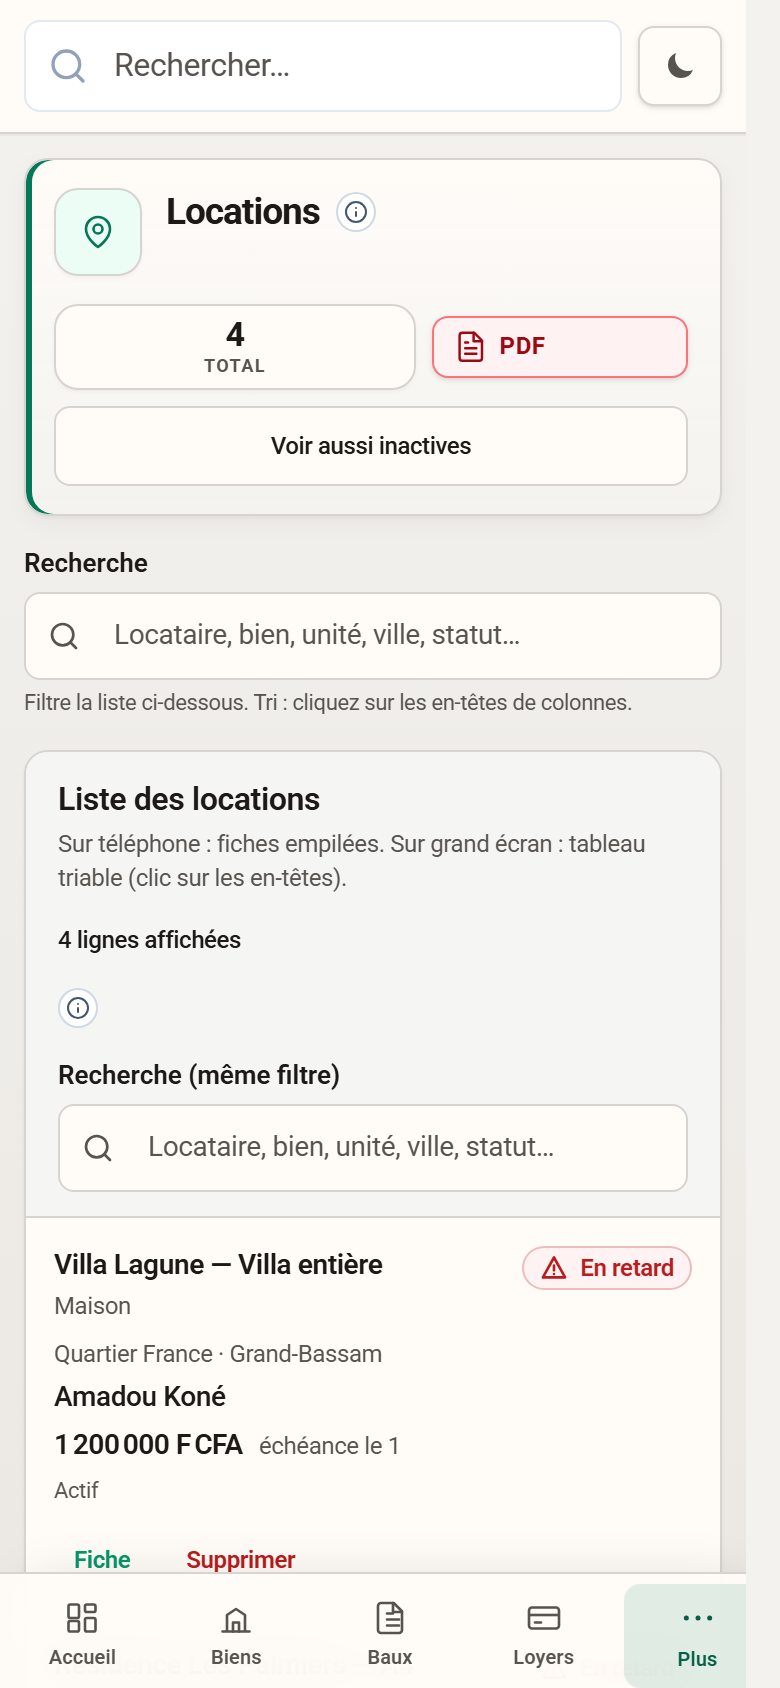 Rechercher...
Locations
4
TOTAL
PDF
Voir aussi inactives
Recherche
Locataire, bien, unité, ville, statut...
Filtre la liste ci-dessous. Tri : cliquez sur les en-têtes de colonnes.
Liste des locations
Sur téléphone : fiches empilées. Sur grand écran : tableau
triable (clic sur les en-têtes).
4 lignes affichées
Recherche (même filtre)
Locataire, bien, unité, ville, statut...
Villa Lagune — Villa entière
En retard
Maison
Quartier France · Grand-Bassam
Amadou Koné
1 200 000 F CFA échéance le 1
Actif
Fiche Supprimer
Accueil Biens Baux Loyers Plus